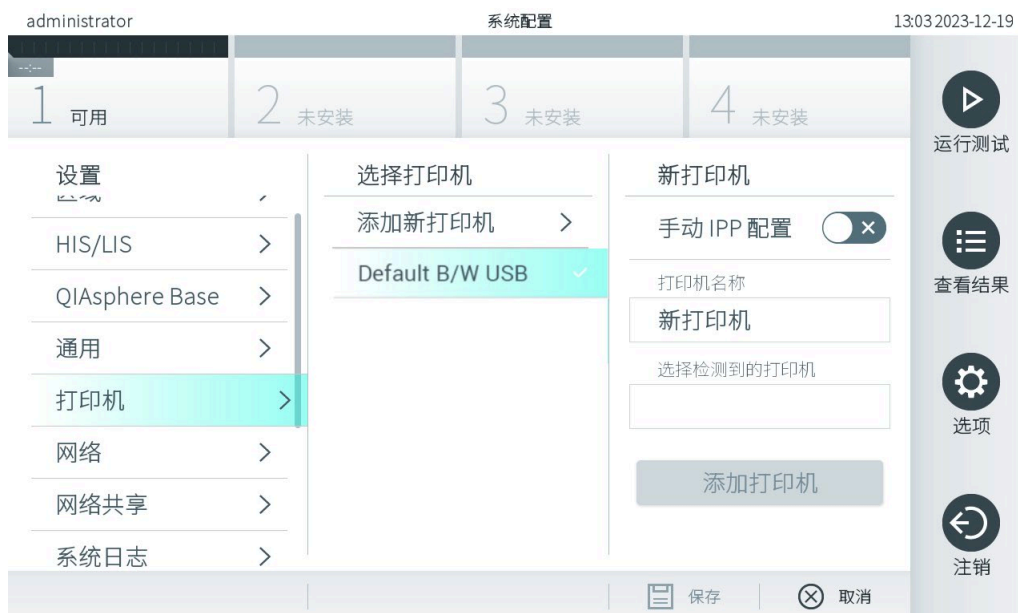 administrator
系统配置
13:03 2023-12-19
--:--
1 可用
2 未安装
3 未安装
4 未安装
运行测试
查看结果
选项
注销
设置
区域
HIS/LIS
QIAsphere Base
通用
打印机
网络
网络共享
系统日志
选择打印机
添加新打印机
Default B/W USB
新打印机
手动 IPP 配置
打印机名称
新打印机
选择检测到的打印机
添加打印机
保存
取消